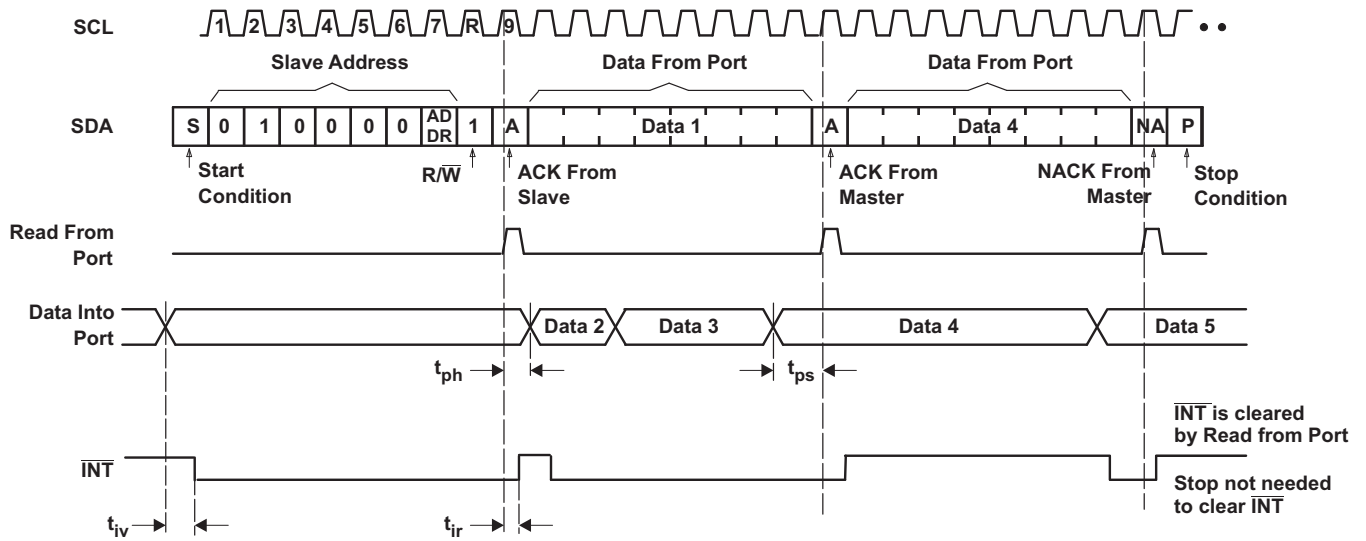 SCL 1 2 3 4 5 6 7 R 9
Slave Address Data From Port Data From Port
SDA S 0 1 0 0 0 0 AD DR 1 A Data 1 A Data 4 NA P
Start Condition
R/W̅
ACK From Slave
ACK From Master
NACK From Master
Stop Condition
Read From Port
Data Into Port
Data 2 Data 3 Data 4 Data 5
tph tps
I̅N̅T̅ is cleared
by Read from Port
I̅N̅T̅
Stop not needed
to clear I̅N̅T̅
tiv tir